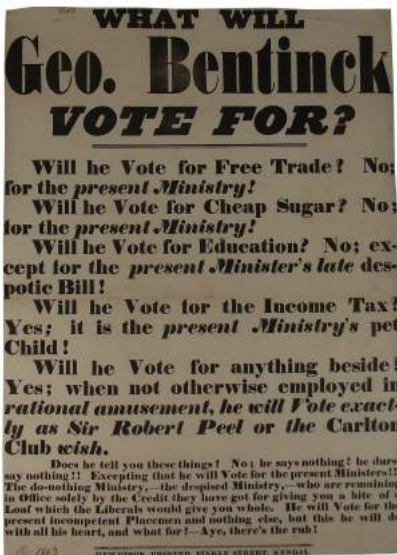 WHAT WILL
Geo. Bentinck
VOTE FOR?
Will he Vote for Free Trade? No;
for the present Ministry!
Will he Vote for Cheap Sugar? No;
for the present Ministry!
Will he Vote for Education? No; ex-
cept for the present Minister's late des-
potic Bill!
Will he Vote for the Income Tax?
Yes; it is the present Ministry's pet
Child!
Will he Vote for anything beside?
Yes; when not otherwise employed in
rational amusement, he will Vote exact-
ly as Sir Robert Peel or the Carlton
Club wish.
Does he tell you these things? No; he says nothing! he durst
say nothing!! Excepting that he will Vote for the present Ministers!!
The do-nothing Ministry,—the despised Ministry,—who are remaining
in Office solely by the Credit they have got for giving you a bite of a
Loaf which the Liberals would give you whole. He will Vote for the
present incompetent Placemen and nothing else, but this he will do
with all his heart, and what for?—Aye, there's the rub!
PRINTER, FINKLE STREET, KENDAL